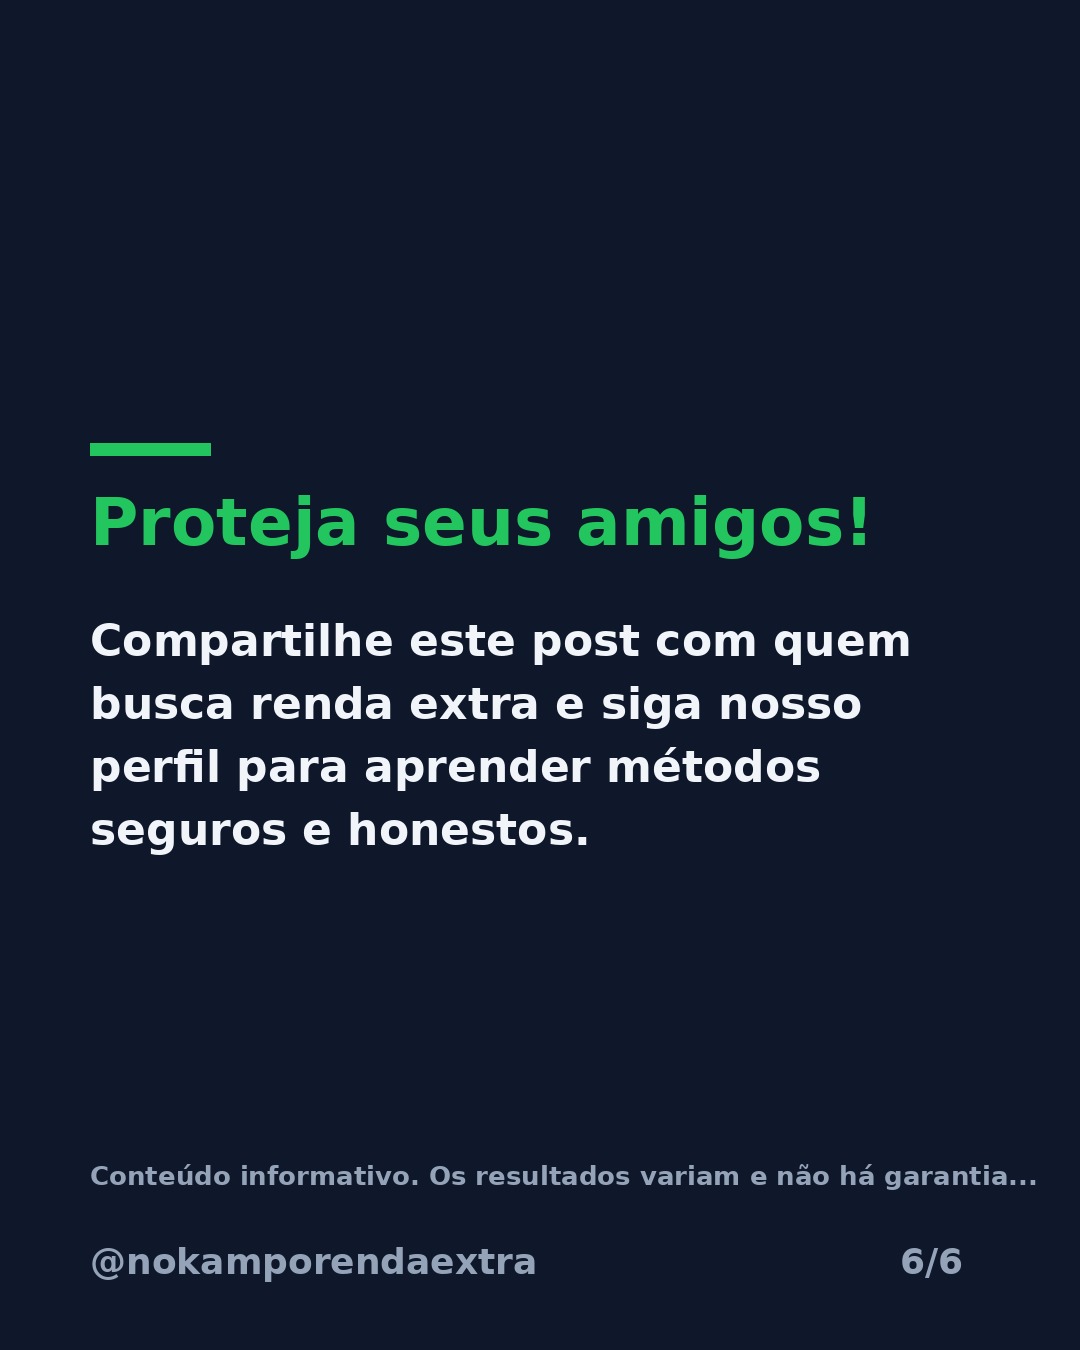 Proteja seus amigos!
Compartilhe este post com quem
busca renda extra e siga nosso
perfil para aprender métodos
seguros e honestos.
Conteúdo informativo. Os resultados variam e não há garantia...
@nokamporendaextra
6/6